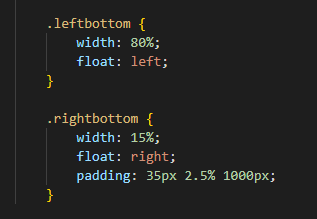 .leftbottom {
width: 80%;
float: left;
}
.rightbottom {
width: 15%;
float: right;
padding: 35px 2.5% 1000px;
}